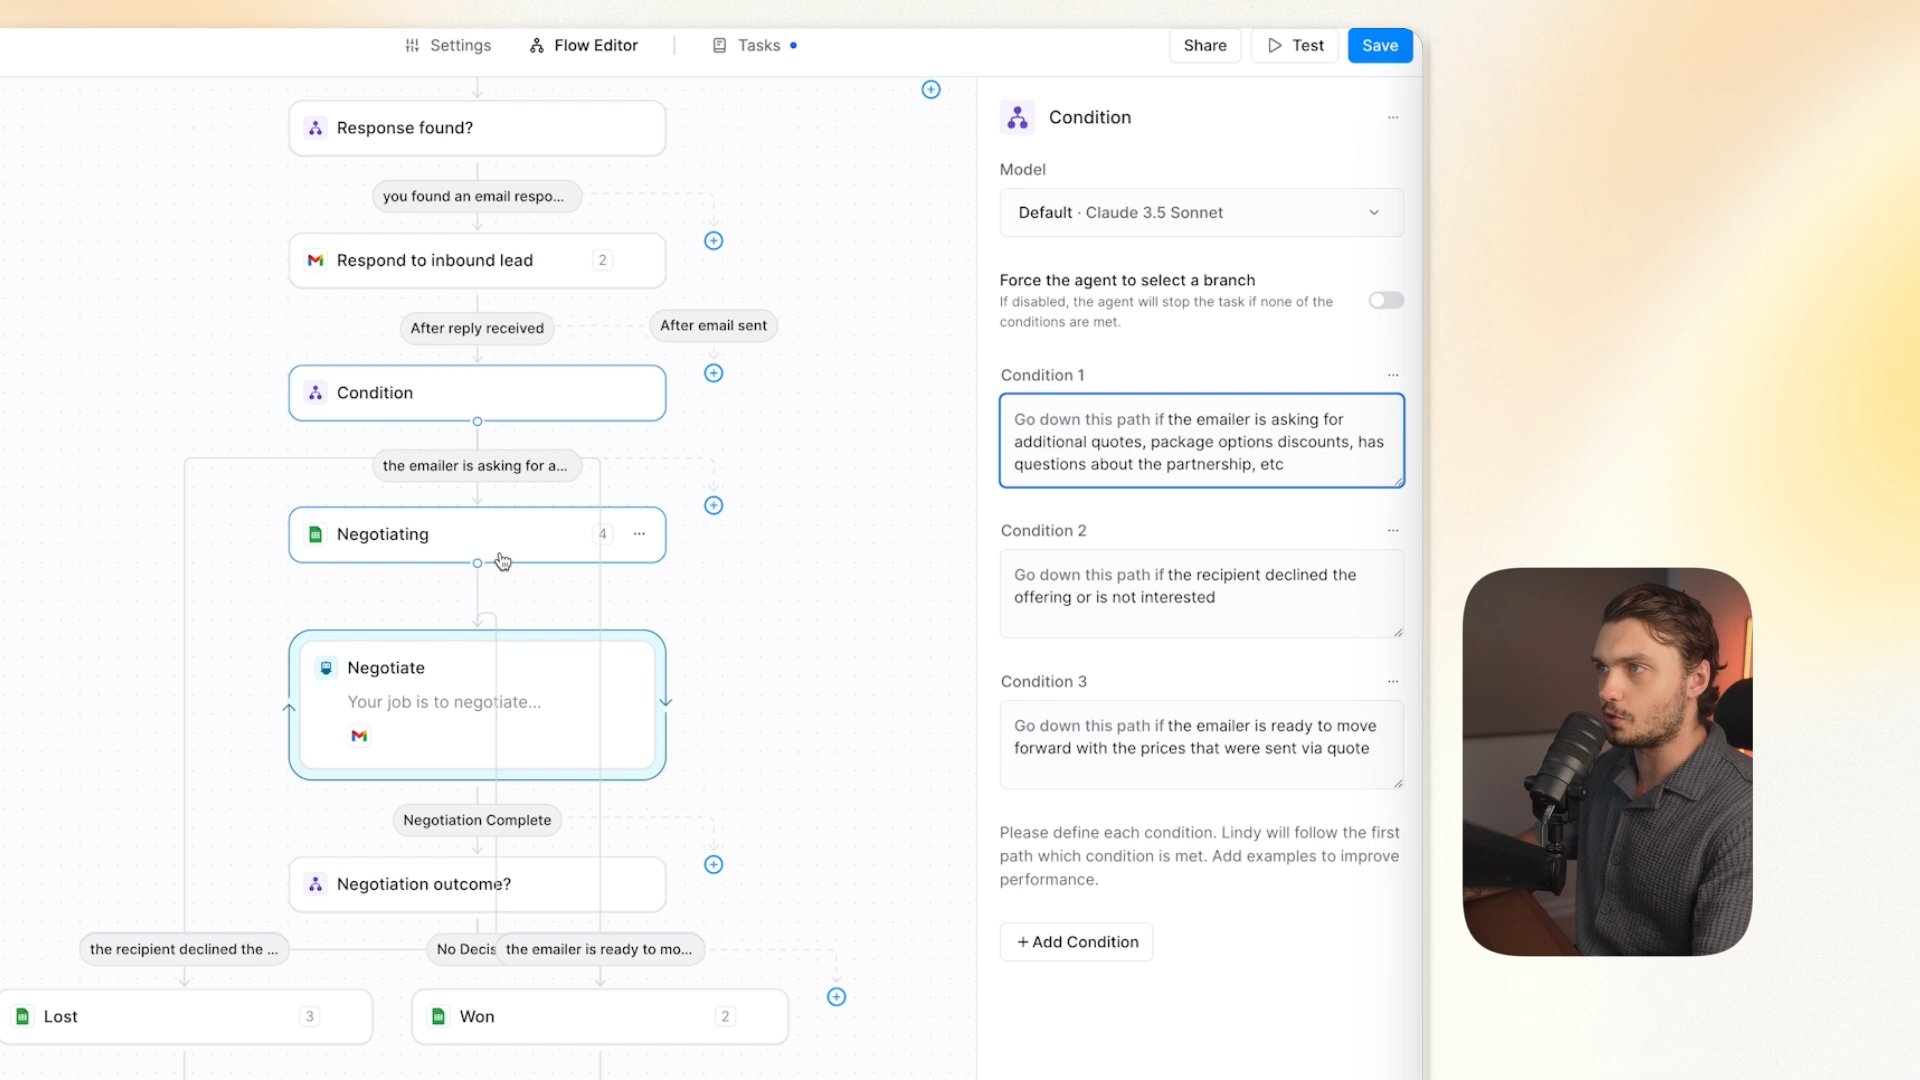 Settings
Flow Editor
Tasks
Share
Test
Save
Response found?
you found an email respo...
Respond to inbound lead
2
After reply received
After email sent
Condition
the emailer is asking for a...
Negotiating
4
Negotiate
Your job is to negotiate...
Negotiation Complete
Negotiation outcome?
the recipient declined the ...
No Decis
the emailer is ready to mo...
Lost
3
Won
2
Condition
Model
Default · Claude 3.5 Sonnet
Force the agent to select a branch
If disabled, the agent will stop the task if none of the
conditions are met.
Condition 1
Go down this path if the emailer is asking for
additional quotes, package options discounts, has
questions about the partnership, etc
Condition 2
Go down this path if the recipient declined the
offering or is not interested
Condition 3
Go down this path if the emailer is ready to move
forward with the prices that were sent via quote
Please define each condition. Lindy will follow the first
path which condition is met. Add examples to improve
performance.
+ Add Condition